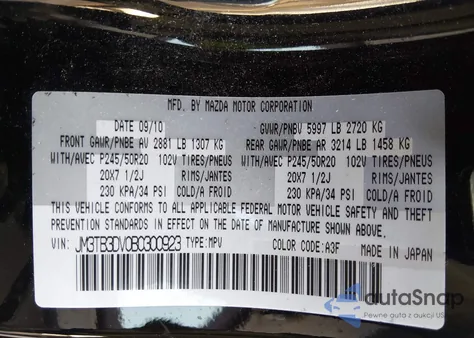 MFD. BY MAZDA MOTOR CORPORATION
DATE 09/10 GVWR/PNBV 5997 LB 2720 KG
FRONT GAWR/PNBE AV 2881 LB 1307 KG REAR GAWR/PNBE AR 3214 LB 1458 KG
WITH/AVEC P245/50R20 102V TIRES/PNEUS WITH/AVEC P245/50R20 102V TIRES/PNEUS
20X7 1/2J RIMS/JANTES 20X7 1/2J RIMS/JANTES
230 KPA/34 PSI COLD/A FROID 230 KPA/34 PSI COLD/A FROID
THIS VEHICLE CONFORMS TO ALL APPLICABLE FEDERAL MOTOR VEHICLE SAFETY AND THEFT
PREVENTION STANDARDS IN EFFECT ON THE DATE OF MANUFACTURE SHOWN ABOVE.
VIN: JM3TB3DV0B0300923 TYPE:MPV COLOR CODE:A3F MADE IN JAPAN
autaSnap
Pewne auta z aukcji USA